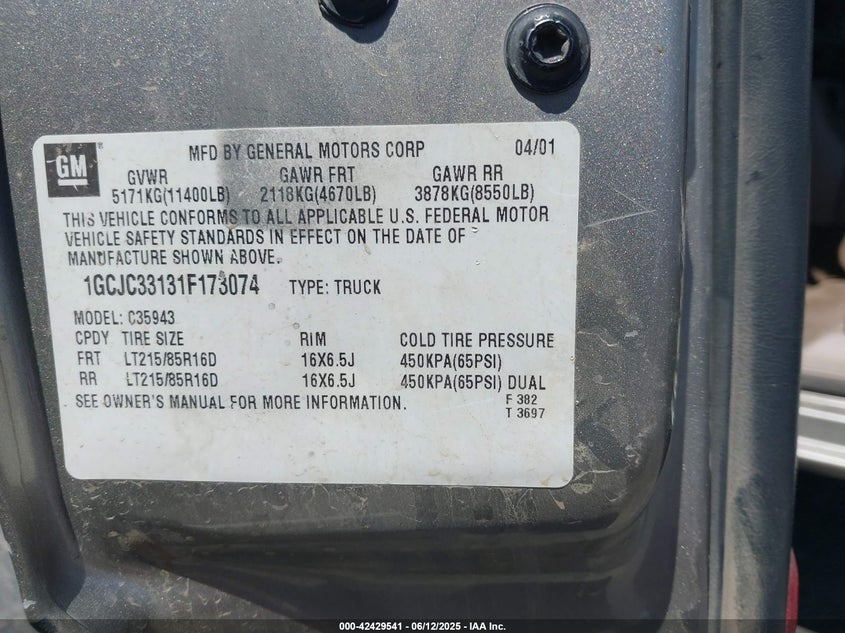 GM
MFD BY GENERAL MOTORS CORP 04/01
GVWR GAWR FRT GAWR RR
5171KG(11400LB) 2118KG(4670LB) 3878KG(8550LB)
THIS VEHICLE CONFORMS TO ALL APPLICABLE U.S. FEDERAL MOTOR
VEHICLE SAFETY STANDARDS IN EFFECT ON THE DATE OF
MANUFACTURE SHOWN ABOVE.
1GCJC33131F173074 TYPE: TRUCK
MODEL: C35943
CPDY TIRE SIZE RIM COLD TIRE PRESSURE
FRT LT215/85R16D 16X6.5J 450KPA(65PSI)
RR LT215/85R16D 16X6.5J 450KPA(65PSI) DUAL
SEE OWNER'S MANUAL FOR MORE INFORMATION. F 382
T 3697
000-42429541 - 06/12/2025 - IAA Inc.